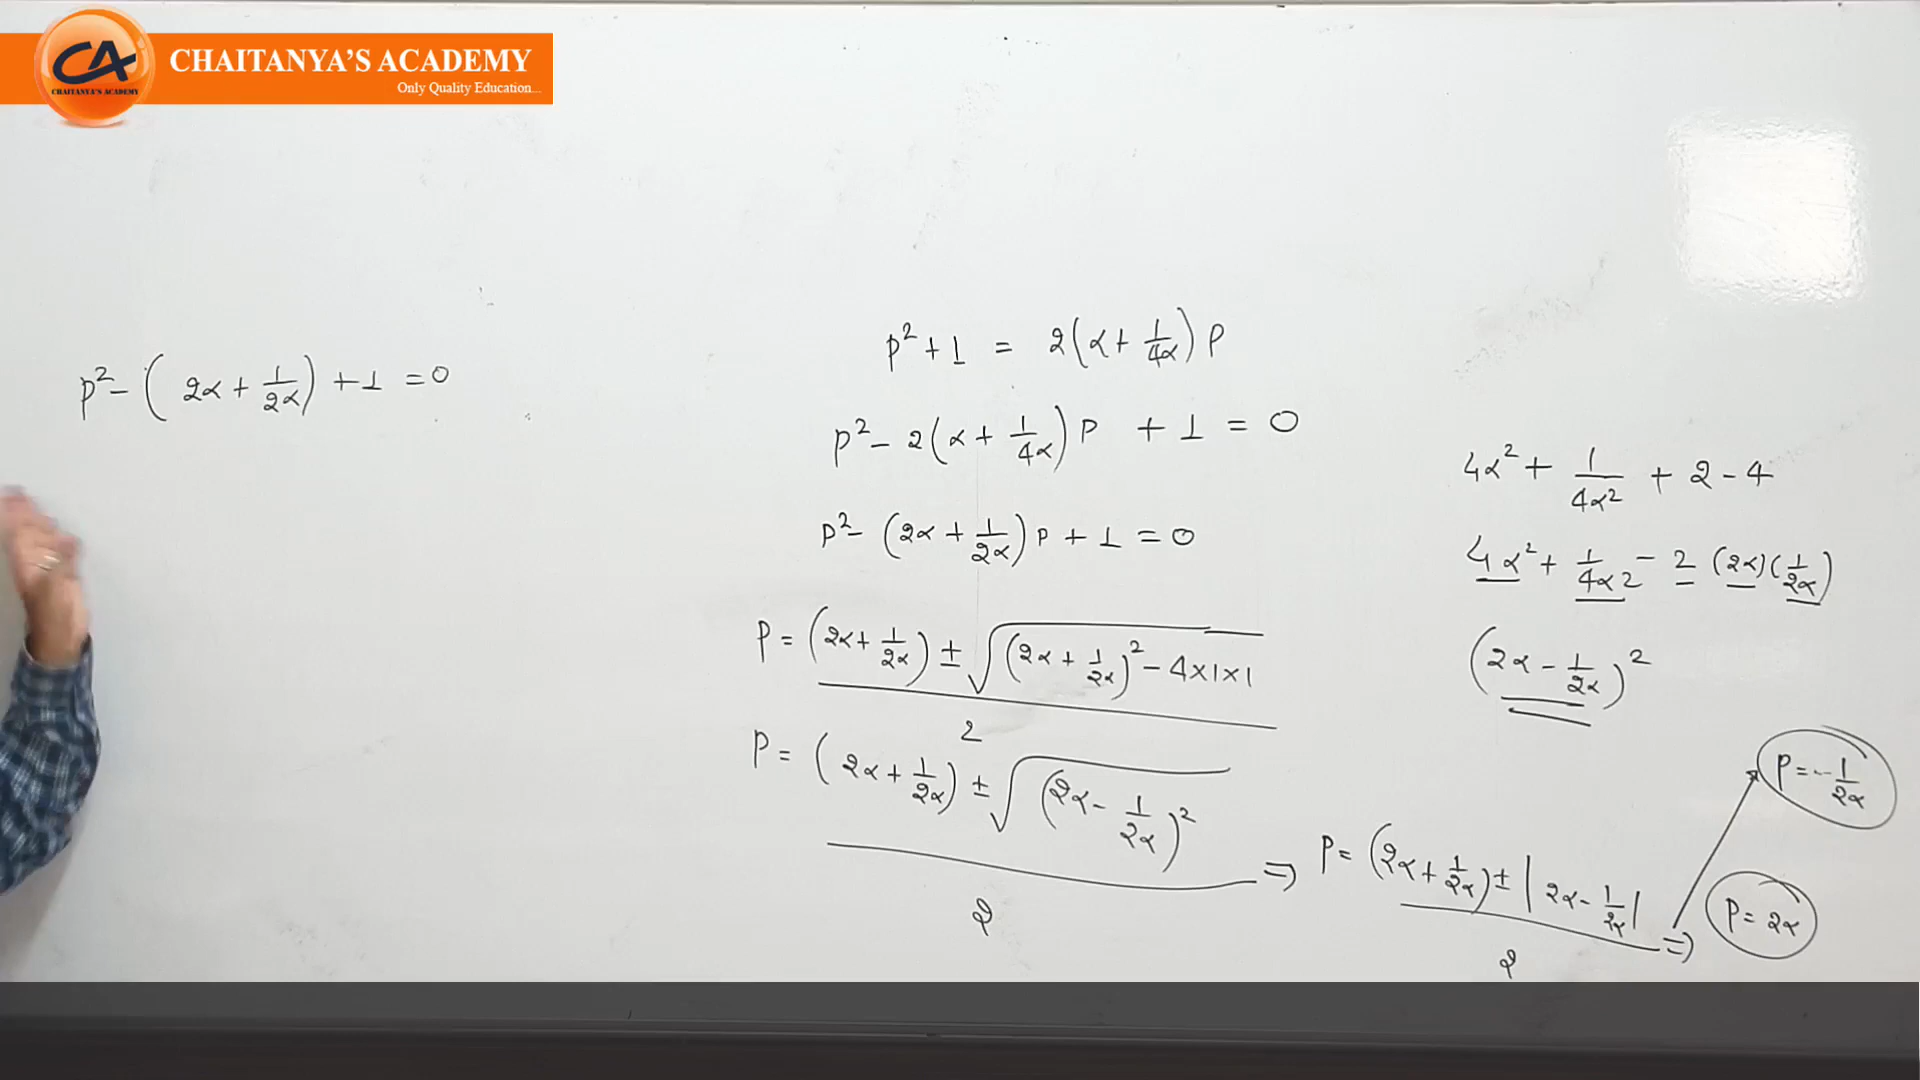 CA
CHAITANYA'S ACADEMY
CHAITANYA'S ACADEMY
Only Quality Education...
p² - (2α + 1/2α) + 1 = 0
p² + 1 = 2(α + 1/4α) p
p² - 2(α + 1/4α) p + 1 = 0
p² - (2α + 1/2α) p + 1 = 0
p = (2α + 1/2α) ± √(2α + 1/2α)² - 4×1×1
2
p = (2α + 1/2α) ± √(2α - 1/2α)²
2
4α² + 1/4α² + 2 - 4
4α² + 1/4α2 - 2 (2α)(1/2α)
(2α - 1/2α)²
⇒ p = (2α + 1/2α) ± |2α - 1/2α| ⇒
2
p = -1/2α
p = 2α